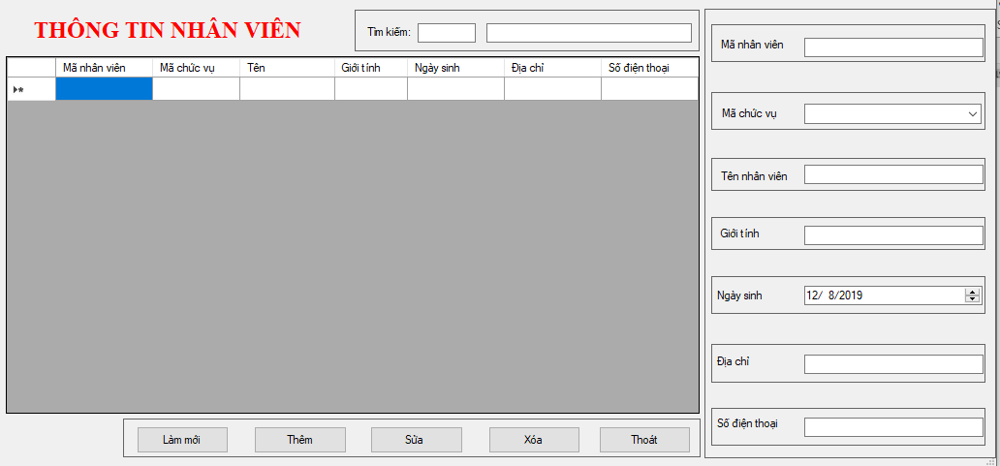 THÔNG TIN NHÂN VIÊN
Tìm kiếm:
Mã nhân viên Mã chức vụ Tên Giới tính Ngày sinh Địa chỉ Số điện thoại
Làm mới Thêm Sửa Xóa Thoát
Mã nhân viên
Mã chức vụ
Tên nhân viên
Giới tính
Ngày sinh 12/ 8/2019
Địa chỉ
Số điện thoại